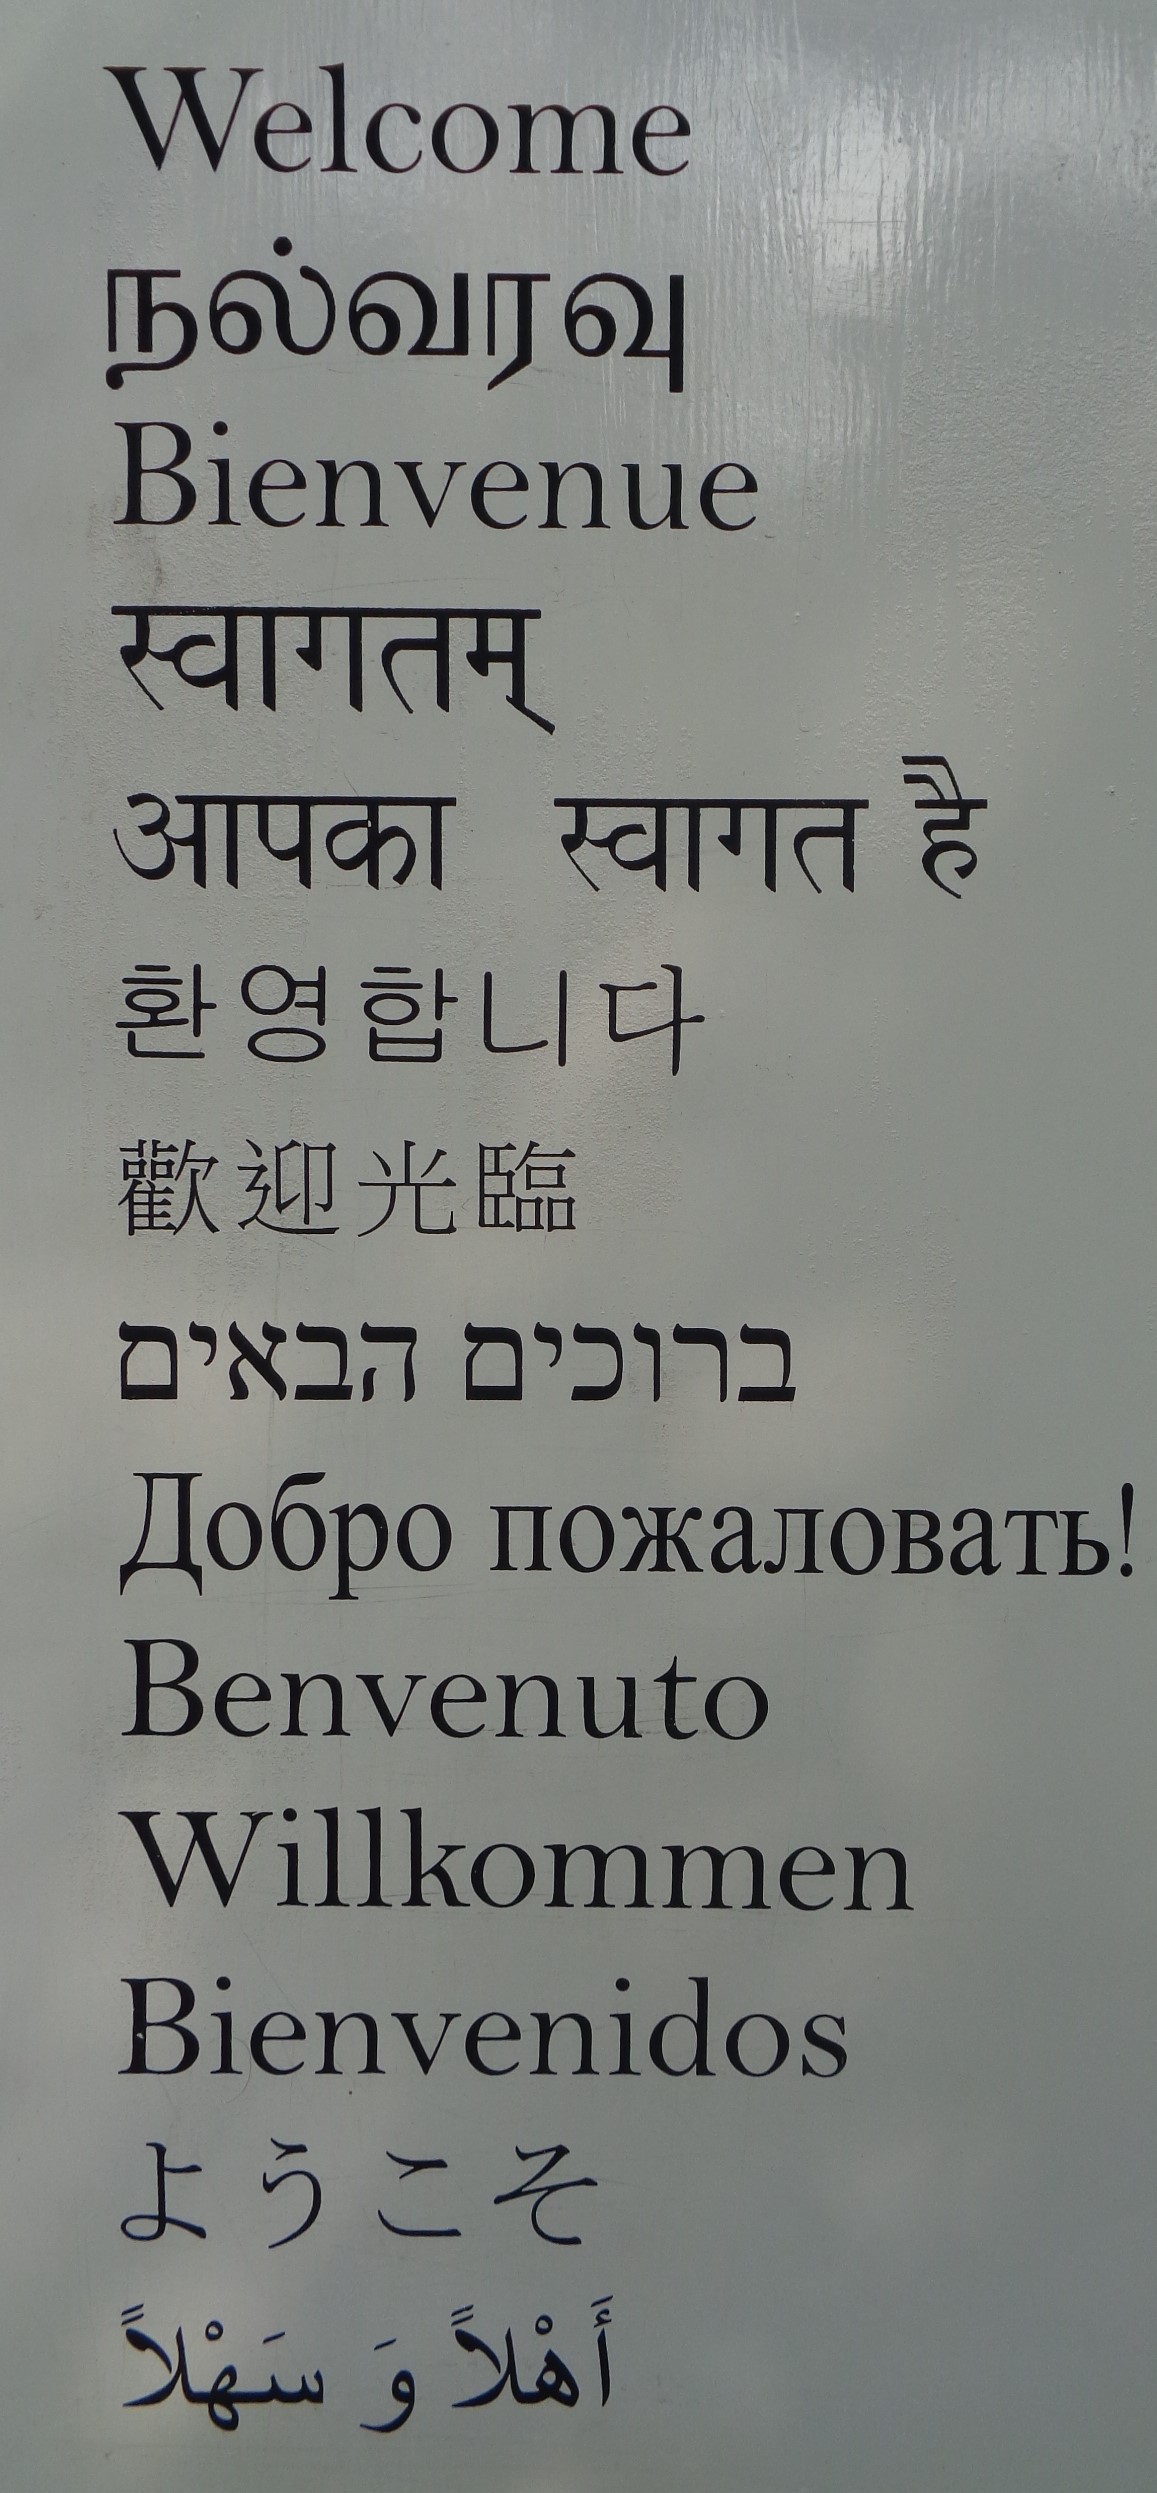 Welcome
நல்வரவு
Bienvenue
स्वागतम्
आपका स्वागत है
환영합니다
歡迎光臨
ברוכים הבאים
Добро пожаловать!
Benvenuto
Willkommen
Bienvenidos
ようこそ
أَهْلاً وَ سَهْلاً